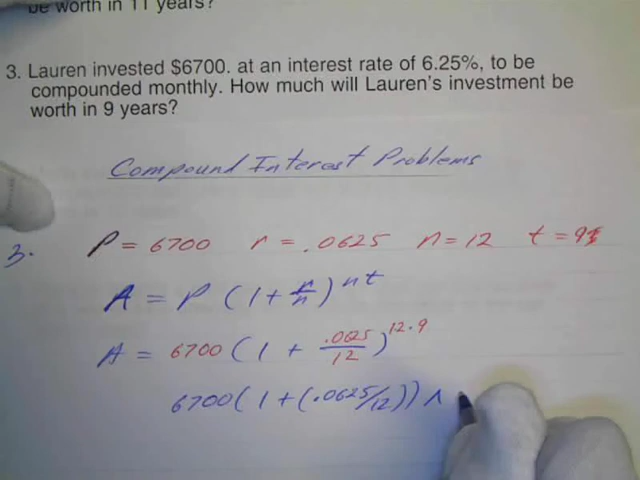 be worth in 11 years?
3. Lauren invested $6700. at an interest rate of 6.25%, to be
compounded monthly. How much will Lauren's investment be
worth in 9 years?
Compound Interest Problems
3. P = 6700 r = .0625 n = 12 t = 9
A = P (1 + r/n)^nt
A = 6700 (1 + .0625/12)^12·9
6700(1+(.0625/12))^